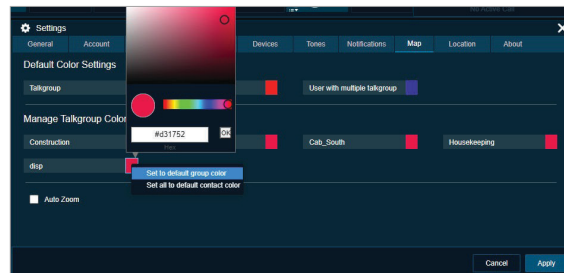 No Active Call
Settings
General Account Devices Tones Notifications Map Location About
Default Color Settings
Talkgroup User with multiple talkgroup
Manage Talkgroup Color
#d31752 OK
Hex
Construction Cab_South Housekeeping
disp
Set to default group color
Set all to default contact color
Auto Zoom
Cancel Apply